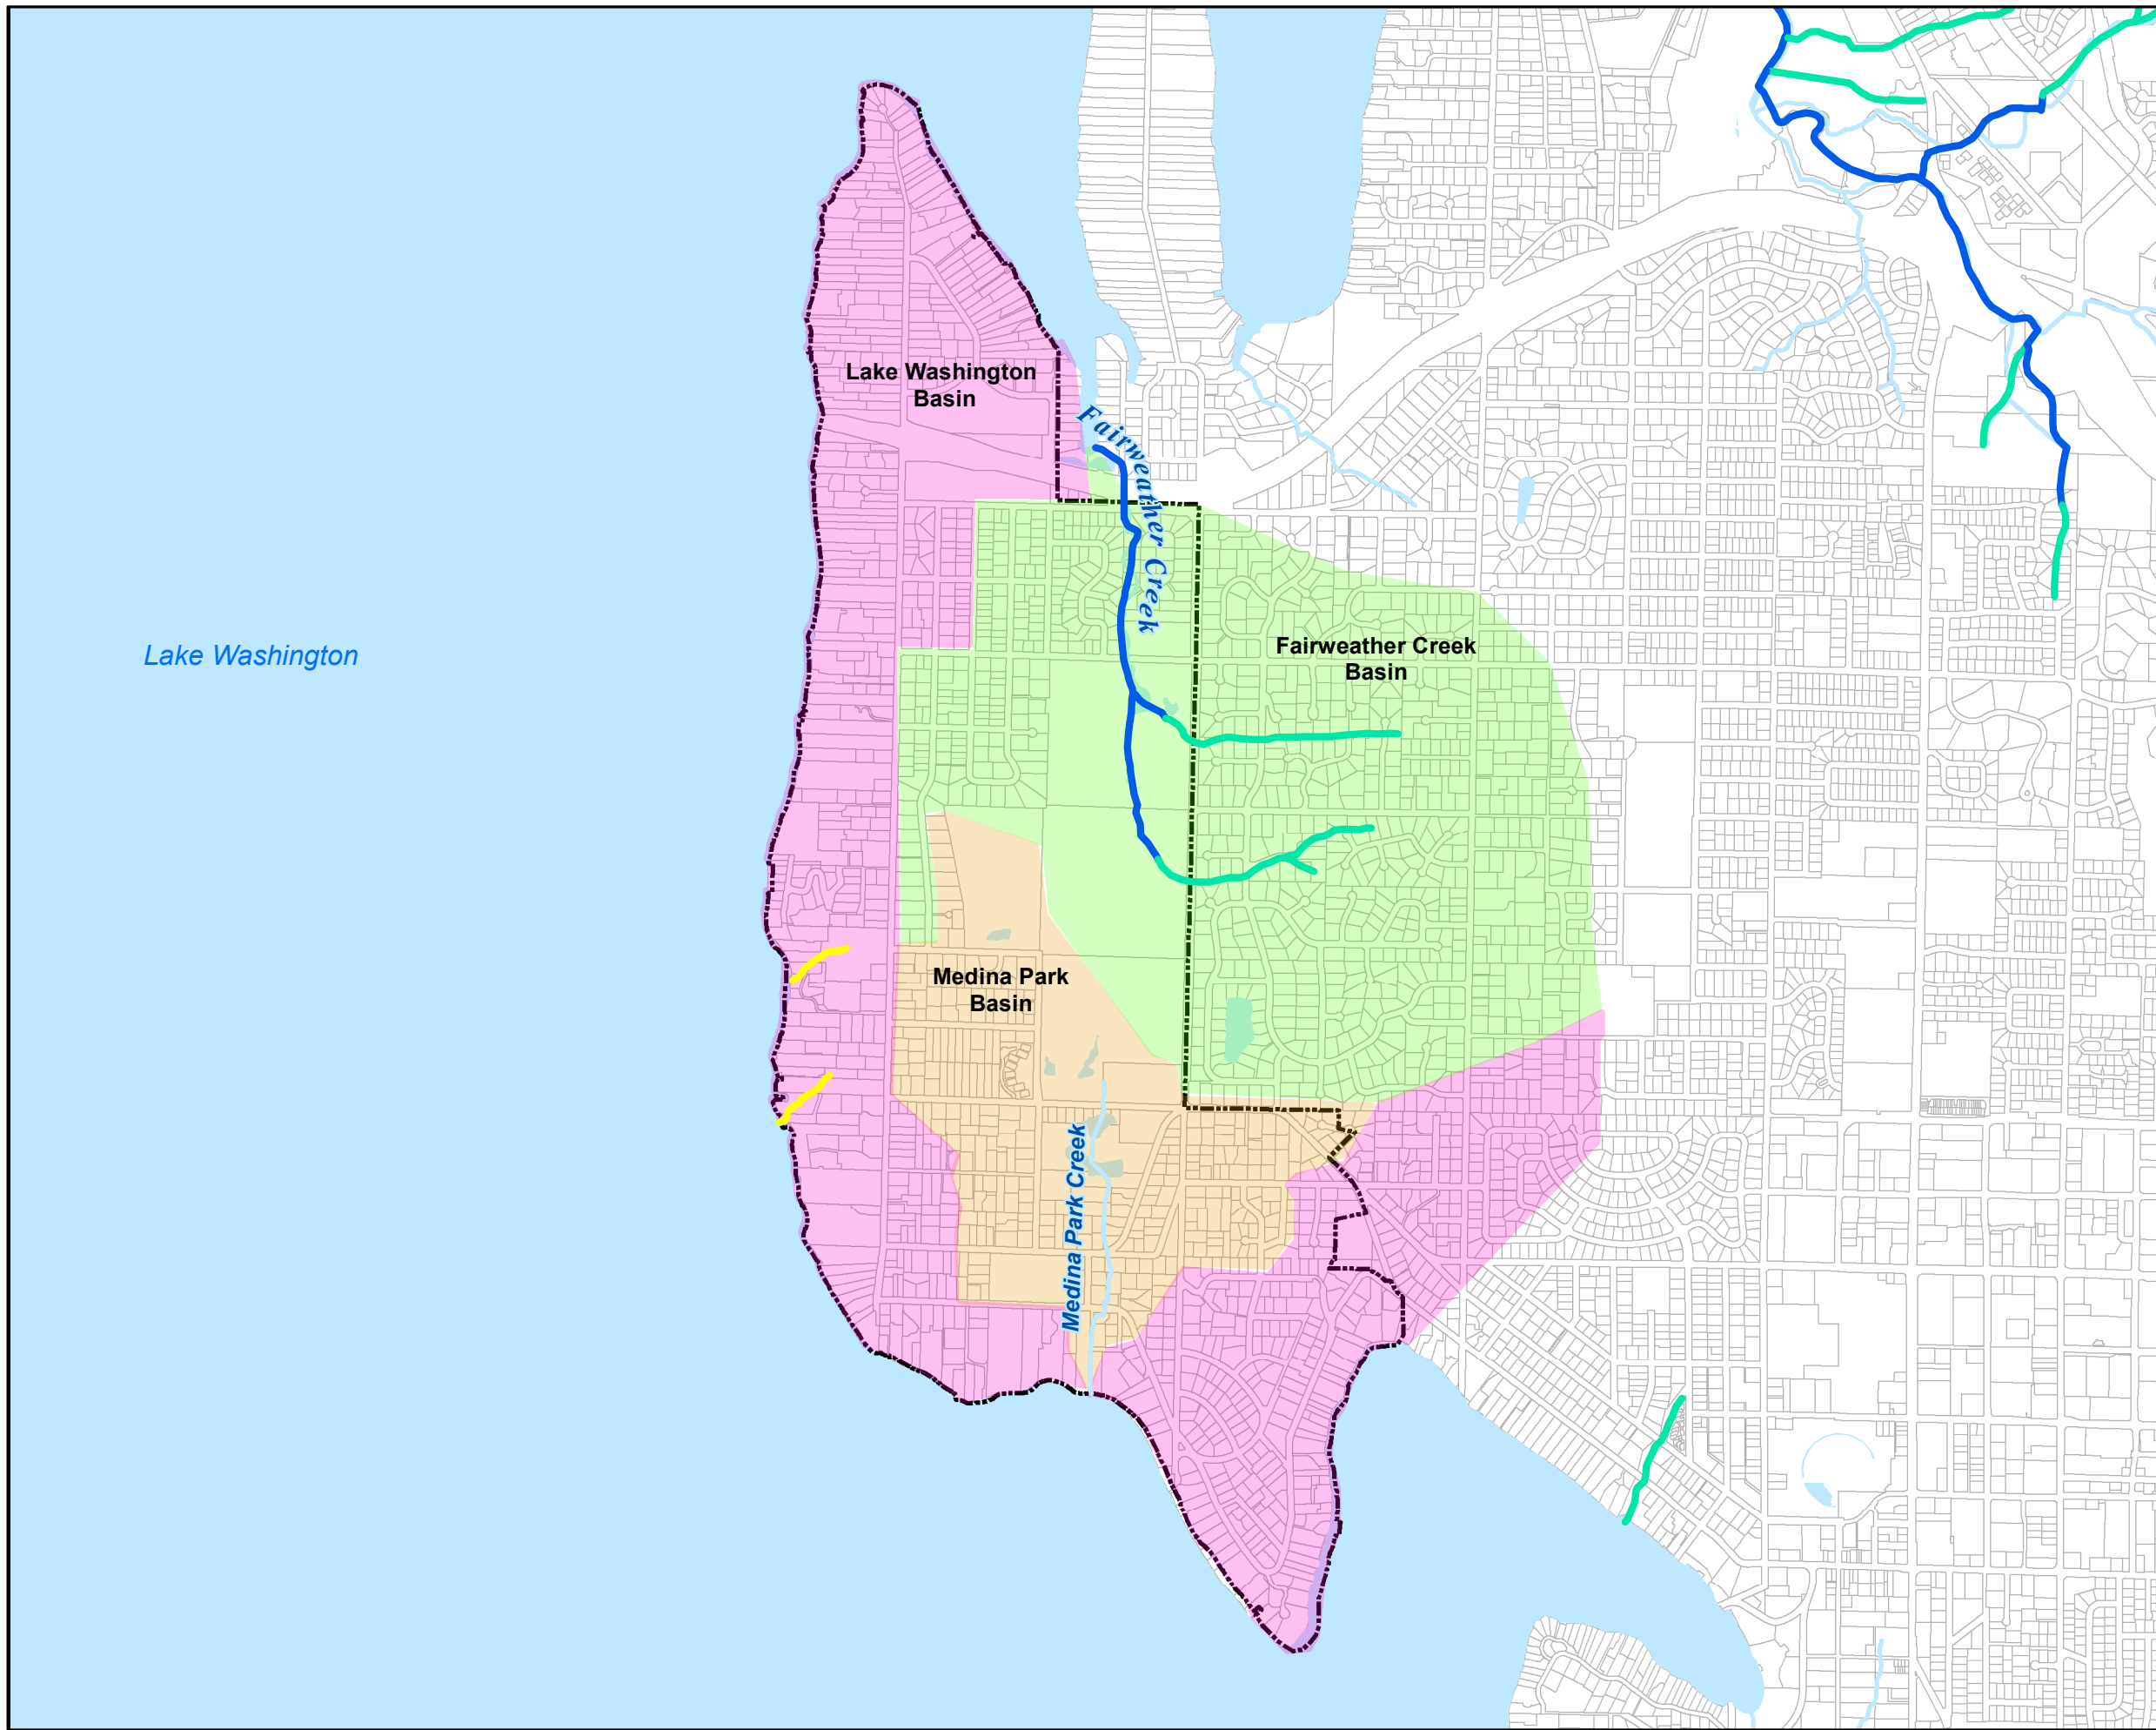 Lake Washington
Basin
Fairweather Creek
Lake Washington
Fairweather Creek
Basin
Medina Park
Basin
Medina Park Creek